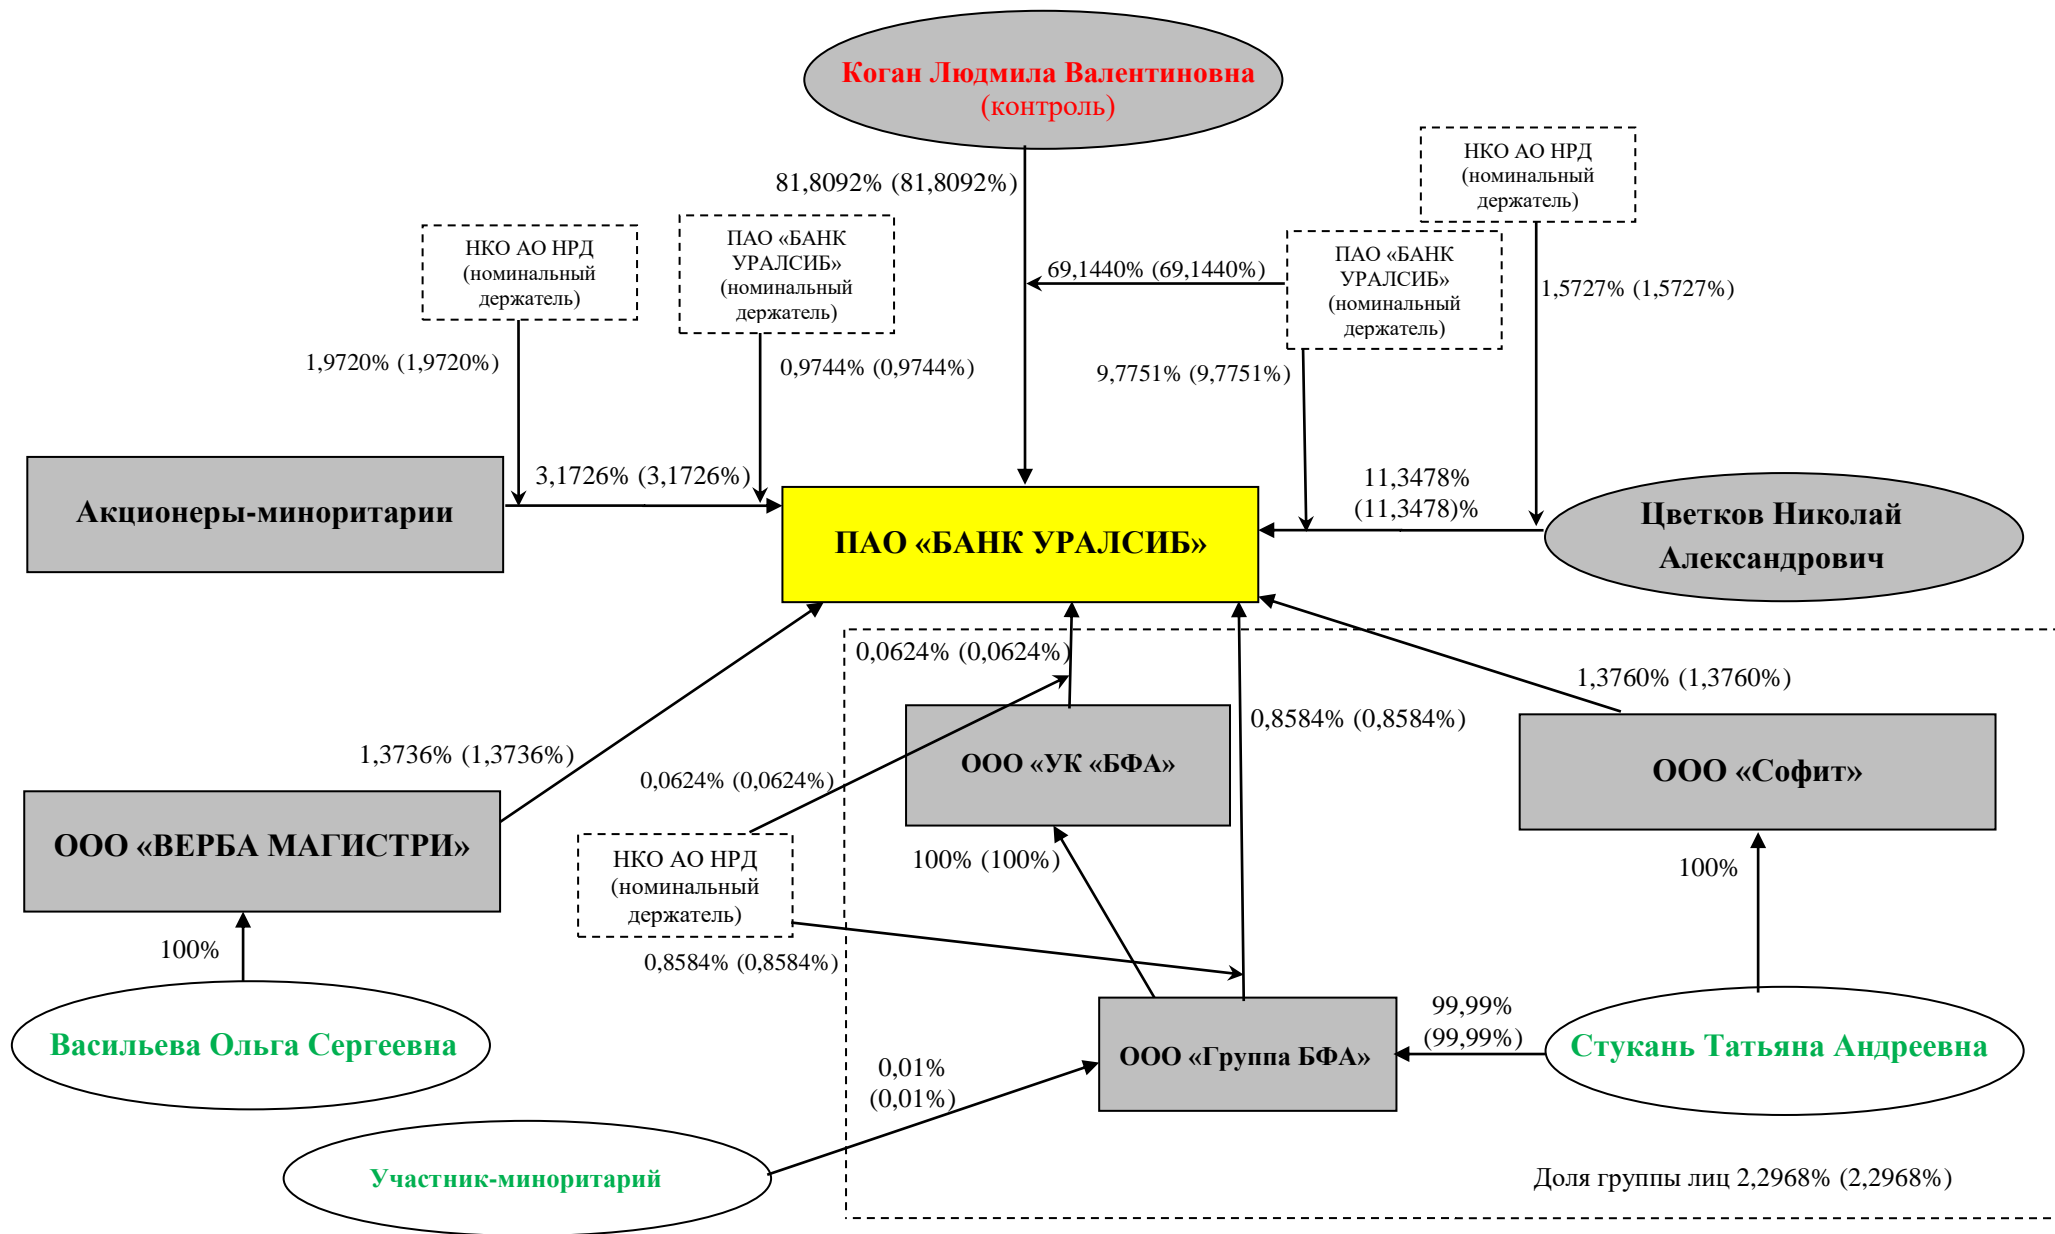 Коган Людмила Валентиновна
(контроль)
НКО АО НРД
(номинальный
держатель)
81,8092% (81,8092%)
НКО АО НРД
(номинальный
держатель)
ПАО «БАНК
УРАЛСИБ»
(номинальный
держатель)
69,1440% (69,1440%)
ПАО «БАНК
УРАЛСИБ»
(номинальный
держатель)
1,5727% (1,5727%)
1,9720% (1,9720%)
0,9744% (0,9744%)
9,7751% (9,7751%)
Акционеры-миноритарии
3,1726% (3,1726%)
ПАО «БАНК УРАЛСИБ»
11,3478%
(11,3478)%
Цветков Николай
Александрович
0,0624% (0,0624%)
1,3760% (1,3760%)
0,8584% (0,8584%)
1,3736% (1,3736%)
0,0624% (0,0624%)
ООО «УК «БФА»
ООО «Софит»
ООО «ВЕРБА МАГИСТРИ»
НКО АО НРД
(номинальный
держатель)
100% (100%)
100%
100%
0,8584% (0,8584%)
Васильева Ольга Сергеевна
ООО «Группа БФА»
99,99%
(99,99%)
Стукань Татьяна Андреевна
0,01%
(0,01%)
Участник-миноритарий
Доля группы лиц 2,2968% (2,2968%)